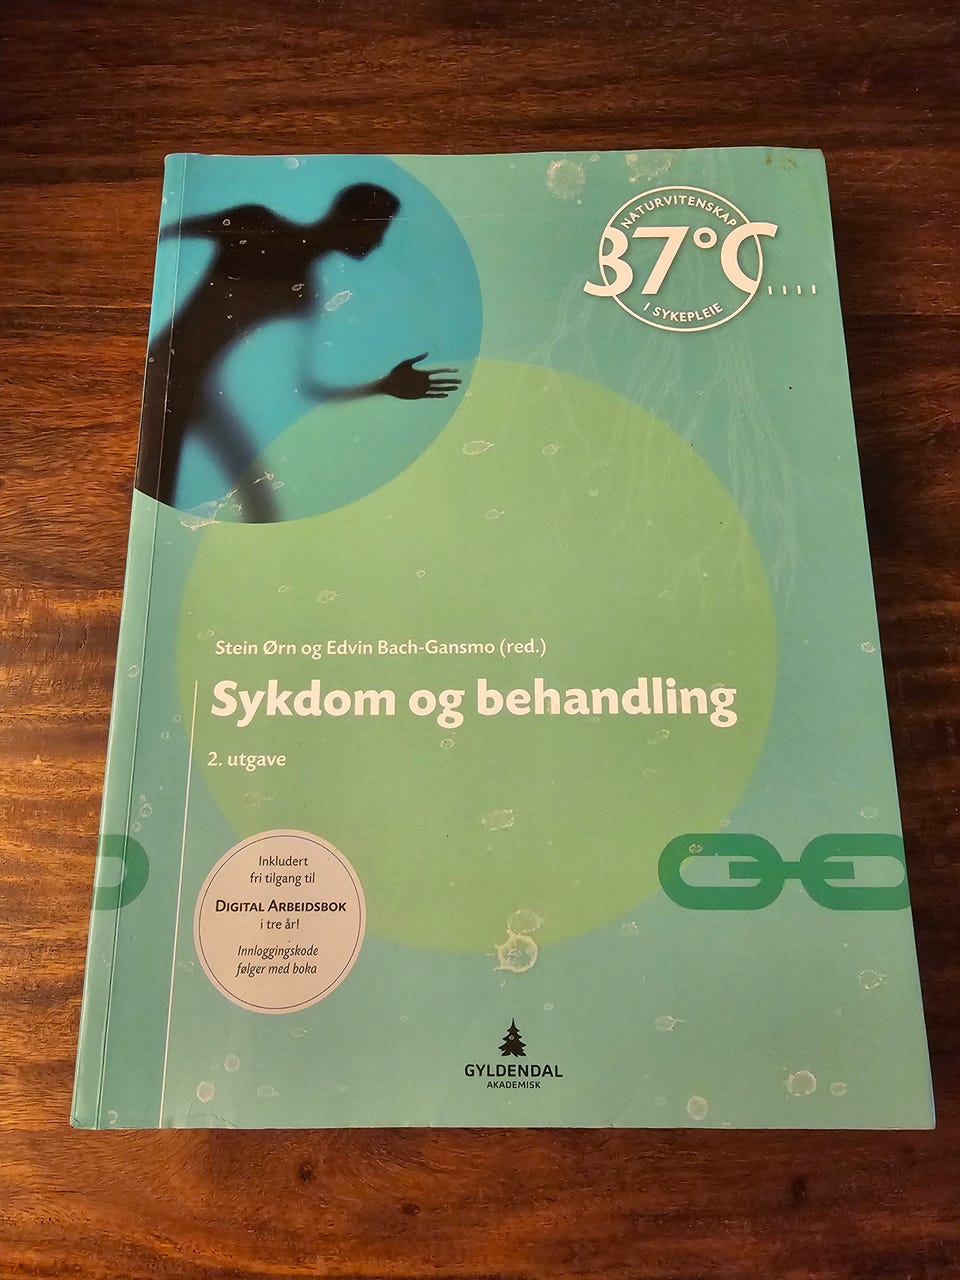 NATURVITENSKAP
37°C
I SYKEPLEIE
Stein Ørn og Edvin Bach-Gansmo (red.)
Sykdom og behandling
2. utgave
Inkludert
fri tilgang til
DIGITAL ARBEIDSBOK
i tre år!
Innloggingskode
følger med boka
GYLDENDAL
AKADEMISK